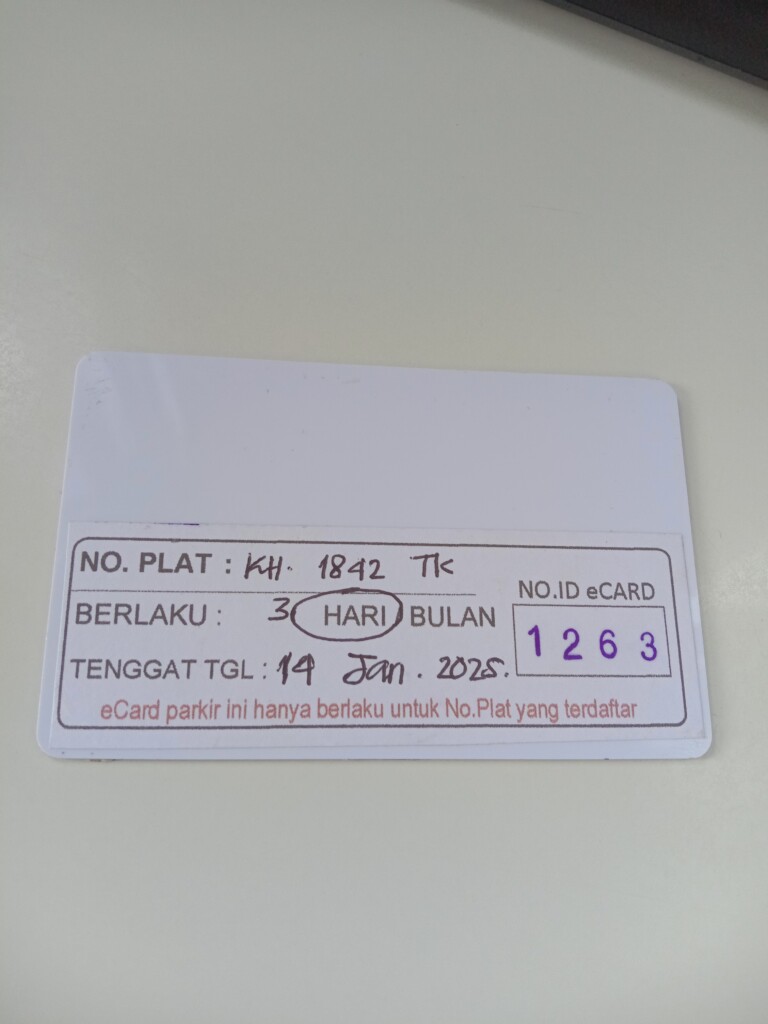 NO. PLAT : KH. 1842 TK
BERLAKU : 3 HARI BULAN
TENGGAT TGL : 14 Jan. 2025.
NO.ID eCARD
1263
eCard parkir ini hanya berlaku untuk No.Plat yang terdaftar